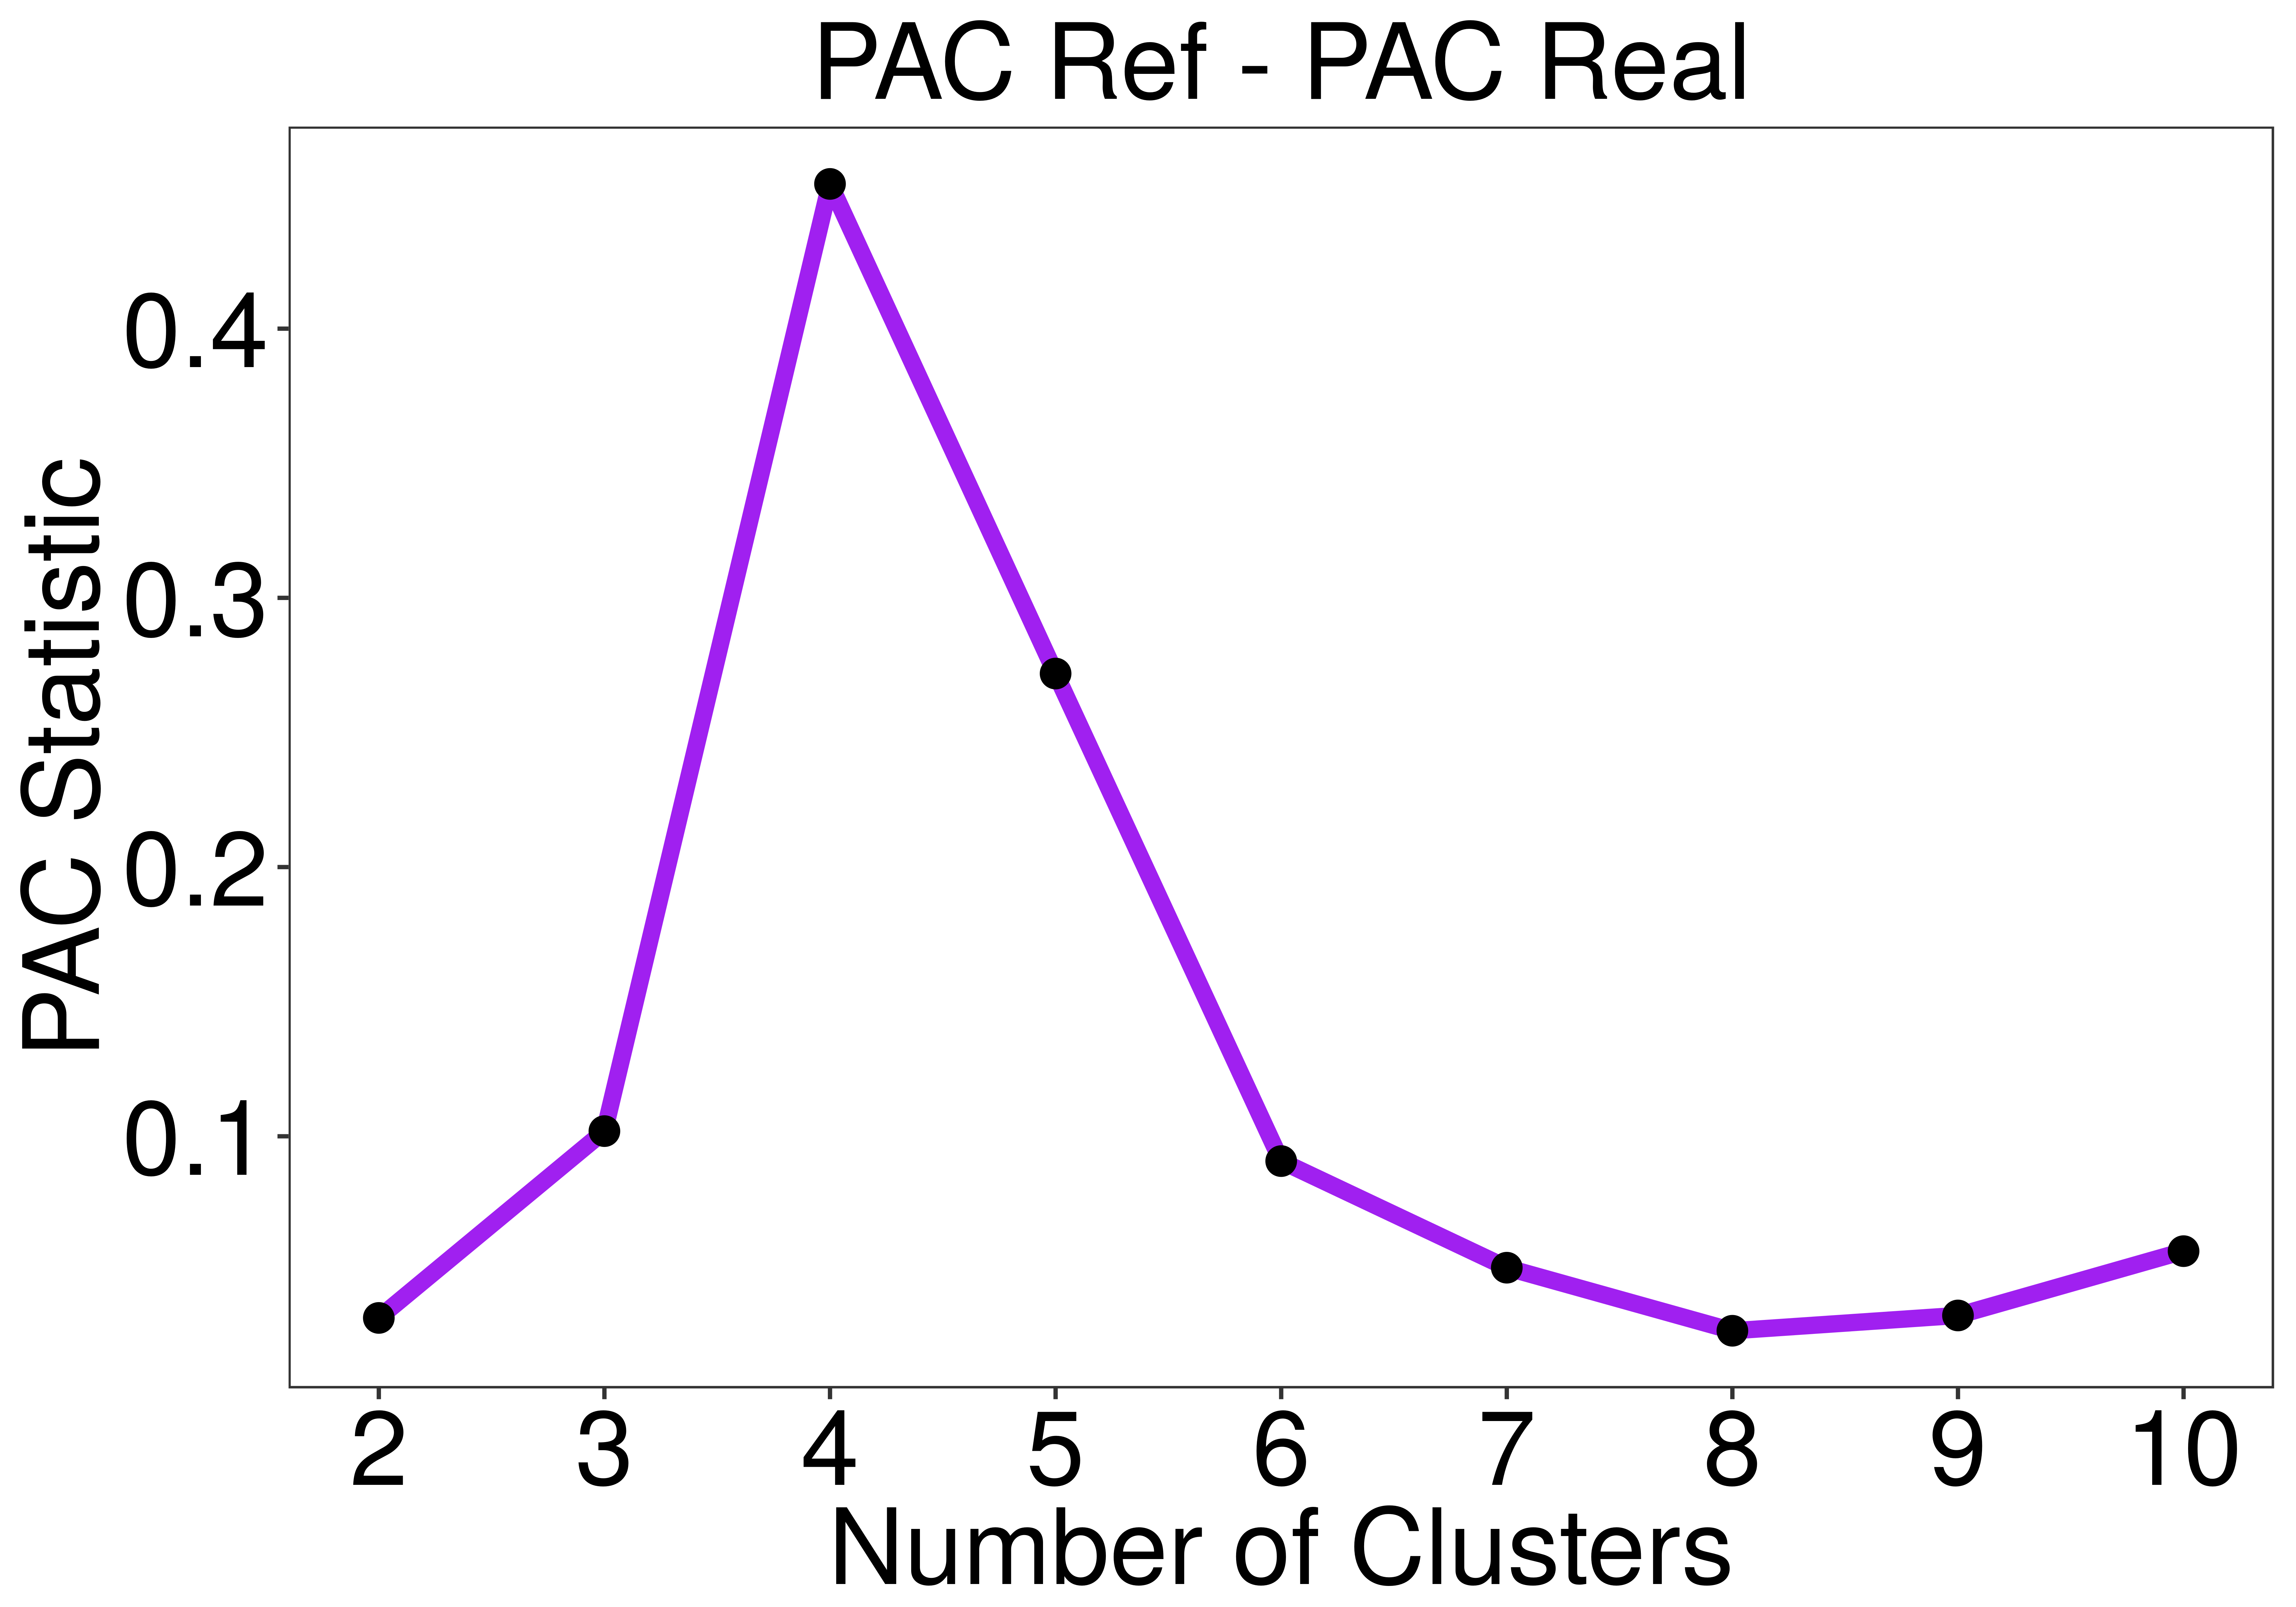 PAC Ref - PAC Real
PAC Statistic
0.4
0.3
0.2
0.1
2 3 4 5 6 7 8 9 10
Number of Clusters